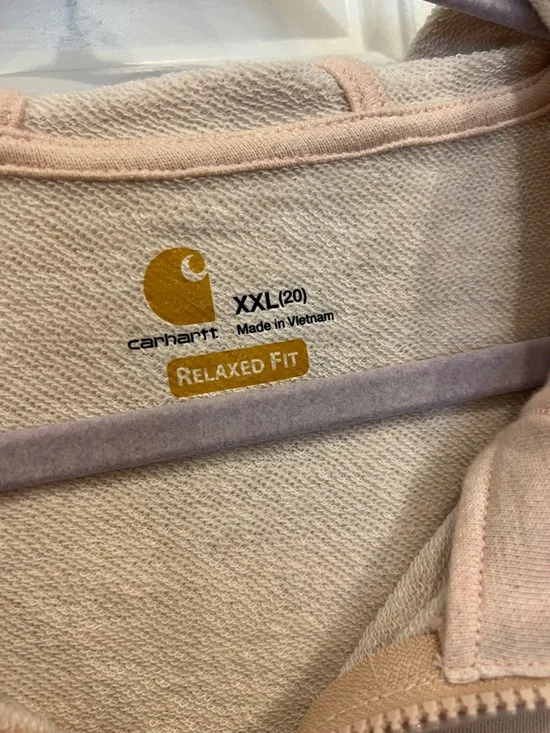 XXL(20)
Made in Vietnam
carhartt
RELAXED FIT